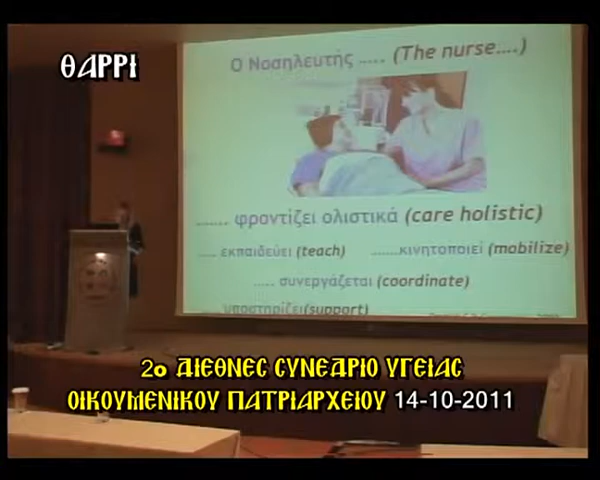 ΘΑΡΡΙ
Ο Νοσηλευτής ..... (The nurse....)
....... φροντίζει ολιστικά (care holistic)
.... εκπαιδεύει (teach) .......κινητοποιεί (mobilize)
..... συνεργάζεται (coordinate)
υποστηρίζει(support)
2ο ΔΙΕΘΝΕΣ ΣΥΝΕΔΡΙΟ ΥΓΕΙΑΣ
ΟΙΚΟΥΜΕΝΙΚΟΥ ΠΑΤΡΙΑΡΧΕΙΟΥ 14-10-2011